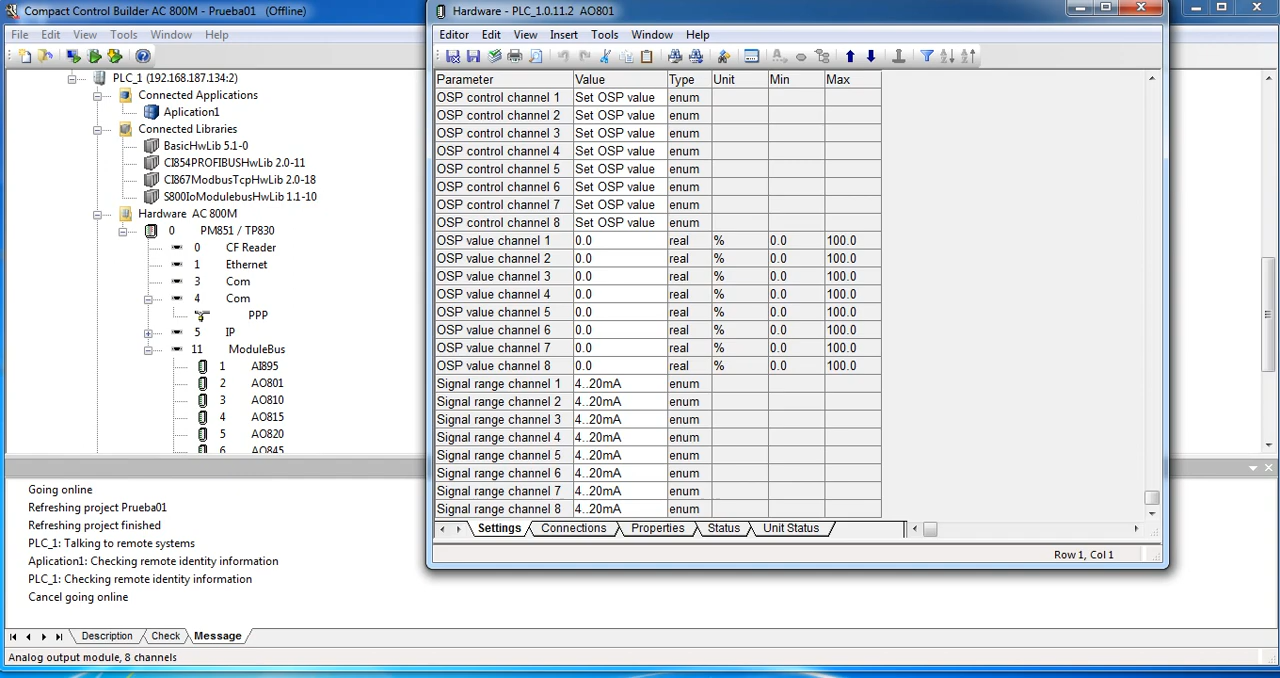 Compact Control Builder AC 800M - Prueba01    (Offline)
File Edit View Tools Window Help
PLC_1 (192.168.187.134:2)
Connected Applications
Aplication1
Connected Libraries
BasicHwLib 5.1-0
CI854PROFIBUSHwLib 2.0-11
CI867ModbusTcpHwLib 2.0-18
S800IoModulebusHwLib 1.1-10
Hardware AC 800M
0 PM851 / TP830
0 CF Reader
1 Ethernet
3 Com
4 Com
PPP
5 IP
11 ModuleBus
1 AI895
2 AO801
3 AO810
4 AO815
5 AO820
6 AO845
Hardware - PLC_1.0.11.2 AO801
Editor Edit View Insert Tools Window Help
Parameter Value Type Unit Min Max
OSP control channel 1 Set OSP value enum
OSP control channel 2 Set OSP value enum
OSP control channel 3 Set OSP value enum
OSP control channel 4 Set OSP value enum
OSP control channel 5 Set OSP value enum
OSP control channel 6 Set OSP value enum
OSP control channel 7 Set OSP value enum
OSP control channel 8 Set OSP value enum
OSP value channel 1 0.0 real % 0.0 100.0
OSP value channel 2 0.0 real % 0.0 100.0
OSP value channel 3 0.0 real % 0.0 100.0
OSP value channel 4 0.0 real % 0.0 100.0
OSP value channel 5 0.0 real % 0.0 100.0
OSP value channel 6 0.0 real % 0.0 100.0
OSP value channel 7 0.0 real % 0.0 100.0
OSP value channel 8 0.0 real % 0.0 100.0
Signal range channel 1 4..20mA enum
Signal range channel 2 4..20mA enum
Signal range channel 3 4..20mA enum
Signal range channel 4 4..20mA enum
Signal range channel 5 4..20mA enum
Signal range channel 6 4..20mA enum
Signal range channel 7 4..20mA enum
Signal range channel 8 4..20mA enum
Settings Connections Properties Status Unit Status
Row 1, Col 1
Going online
Refreshing project Prueba01
Refreshing project finished
PLC_1: Talking to remote systems
Aplication1: Checking remote identity information
PLC_1: Checking remote identity information
Cancel going online
Description Check Message
Analog output module, 8 channels